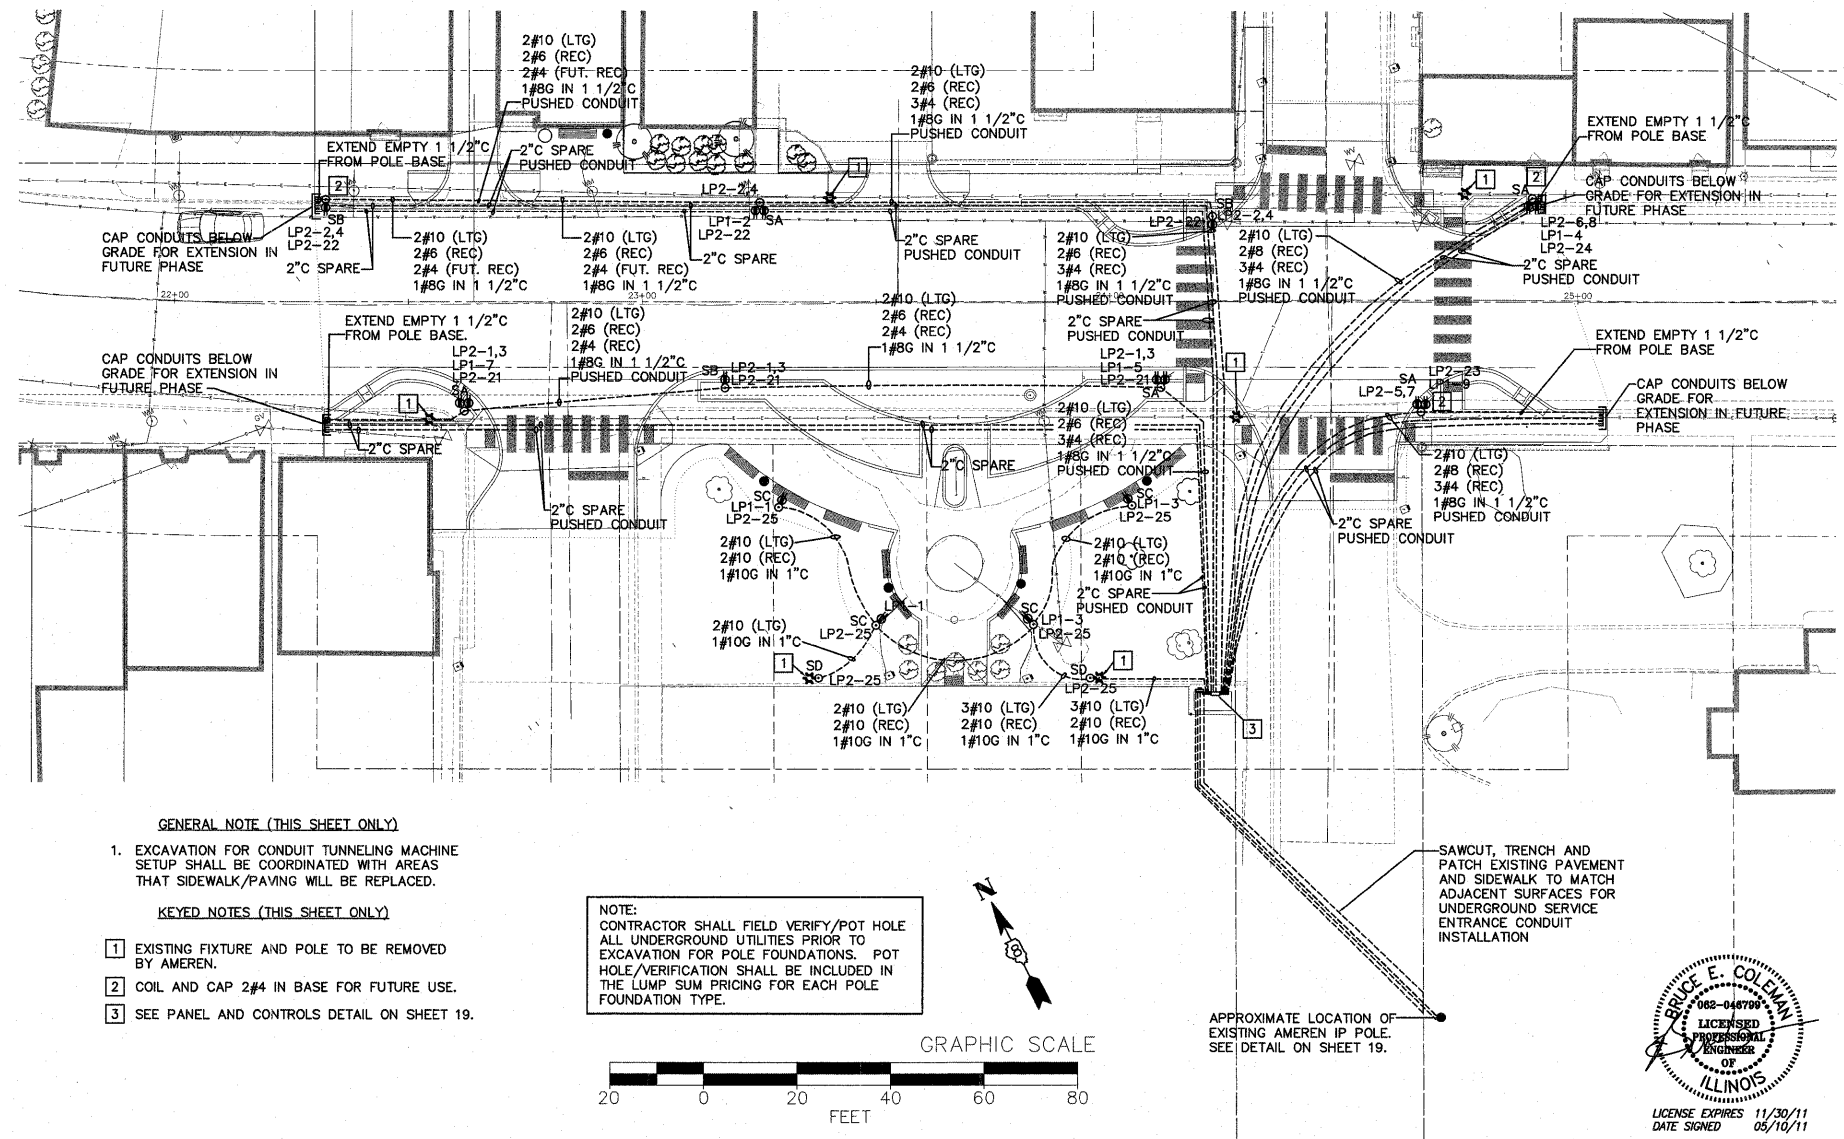 2#10 (LTG)
2#6 (REC)
2#4 (FUT. REC)
1#8G IN 1 1/2"C
PUSHED CONDUIT
2#10 (LTG)
2#6 (REC)
3#4 (REC)
1#8G IN 1 1/2"C
PUSHED CONDUIT
EXTEND EMPTY 1 1/2"C
FROM POLE BASE
2"C SPARE
PUSHED CONDUIT
EXTEND EMPTY 1 1/2"C
FROM POLE BASE
1
2
SB
LP2-2,4
LP2-22
LP2-2,4
LP1-2
SA
LP2-22
SB
LP2-2,4
LP2-22
1
2
SA
CAP CONDUITS BELOW
GRADE FOR EXTENSION IN
FUTURE PHASE
LP2-6,8
LP1-4
LP2-24
CAP CONDUITS BELOW
GRADE FOR EXTENSION IN
FUTURE PHASE
2"C SPARE
2#10 (LTG)
2#6 (REC)
2#4 (FUT. REC)
1#8G IN 1 1/2"C
2#10 (LTG)
2#6 (REC)
2#4 (FUT. REC)
1#8G IN 1 1/2"C
2"C SPARE
2"C SPARE
PUSHED CONDUIT
2#10 (LTG)
2#6 (REC)
3#4 (REC)
1#8G IN 1 1/2"C
PUSHED CONDUIT
2#10 (LTG)
2#8 (REC)
3#4 (REC)
1#8G IN 1 1/2"C
PUSHED CONDUIT
2"C SPARE
PUSHED CONDUIT
22+00
23+00
25+00
EXTEND EMPTY 1 1/2"C
FROM POLE BASE.
2#10 (LTG)
2#6 (REC)
2#4 (REC)
1#8G IN 1 1/2"C
PUSHED CONDUIT
2#10 (LTG)
2#6 (REC)
2#4 (REC)
1#8G IN 1 1/2"C
2"C SPARE
PUSHED CONDUIT
EXTEND EMPTY 1 1/2"C
FROM POLE BASE
CAP CONDUITS BELOW
GRADE FOR EXTENSION IN
FUTURE PHASE
LP2-1,3
LP1-7
LP2-21
SA
1
SB
LP2-1,3
LP2-21
LP2-1,3
LP1-5
LP2-21
SA
1
LP2-23
SA
LP1-9
LP2-5,7
2
CAP CONDUITS BELOW
GRADE FOR
EXTENSION IN FUTURE
PHASE
2"C SPARE
2"C SPARE
PUSHED CONDUIT
2"C SPARE
2#10 (LTG)
2#6 (REC)
3#4 (REC)
1#8G IN 1 1/2"C
PUSHED CONDUIT
2#10 (LTG)
2#8 (REC)
3#4 (REC)
1#8G IN 1 1/2"C
PUSHED CONDUIT
2"C SPARE
PUSHED CONDUIT
SC
LP1-1
LP2-25
SC
LP1-3
LP2-25
2#10 (LTG)
2#10 (REC)
1#10G IN 1"C
2#10 (LTG)
2#10 (REC)
1#10G IN 1"C
2"C SPARE
PUSHED CONDUIT
LP1-1
SC
LP2-25
SC
LP1-3
LP2-25
2#10 (LTG)
1#10G IN 1"C
1
SD
LP2-25
SD
LP2-25
1
2#10 (LTG)
2#10 (REC)
1#10G IN 1"C
3#10 (LTG)
2#10 (REC)
1#10G IN 1"C
3#10 (LTG)
2#10 (REC)
1#10G IN 1"C
3
GENERAL NOTE (THIS SHEET ONLY)
1. EXCAVATION FOR CONDUIT TUNNELING MACHINE
SETUP SHALL BE COORDINATED WITH AREAS
THAT SIDEWALK/PAVING WILL BE REPLACED.
KEYED NOTES (THIS SHEET ONLY)
1 EXISTING FIXTURE AND POLE TO BE REMOVED
BY AMEREN.
2 COIL AND CAP 2#4 IN BASE FOR FUTURE USE.
3 SEE PANEL AND CONTROLS DETAIL ON SHEET 19.
NOTE:
CONTRACTOR SHALL FIELD VERIFY/POT HOLE
ALL UNDERGROUND UTILITIES PRIOR TO
EXCAVATION FOR POLE FOUNDATIONS. POT
HOLE/VERIFICATION SHALL BE INCLUDED IN
THE LUMP SUM PRICING FOR EACH POLE
FOUNDATION TYPE.
N
GRAPHIC SCALE
20 0 20 40 60 80
FEET
SAWCUT, TRENCH AND
PATCH EXISTING PAVEMENT
AND SIDEWALK TO MATCH
ADJACENT SURFACES FOR
UNDERGROUND SERVICE
ENTRANCE CONDUIT
INSTALLATION
APPROXIMATE LOCATION OF
EXISTING AMEREN IP POLE.
SEE DETAIL ON SHEET 19.
BRUCE E. COLEMAN
062-046799
LICENSED
PROFESSIONAL
ENGINEER
OF
ILLINOIS
LICENSE EXPIRES 11/30/11
DATE SIGNED 05/10/11